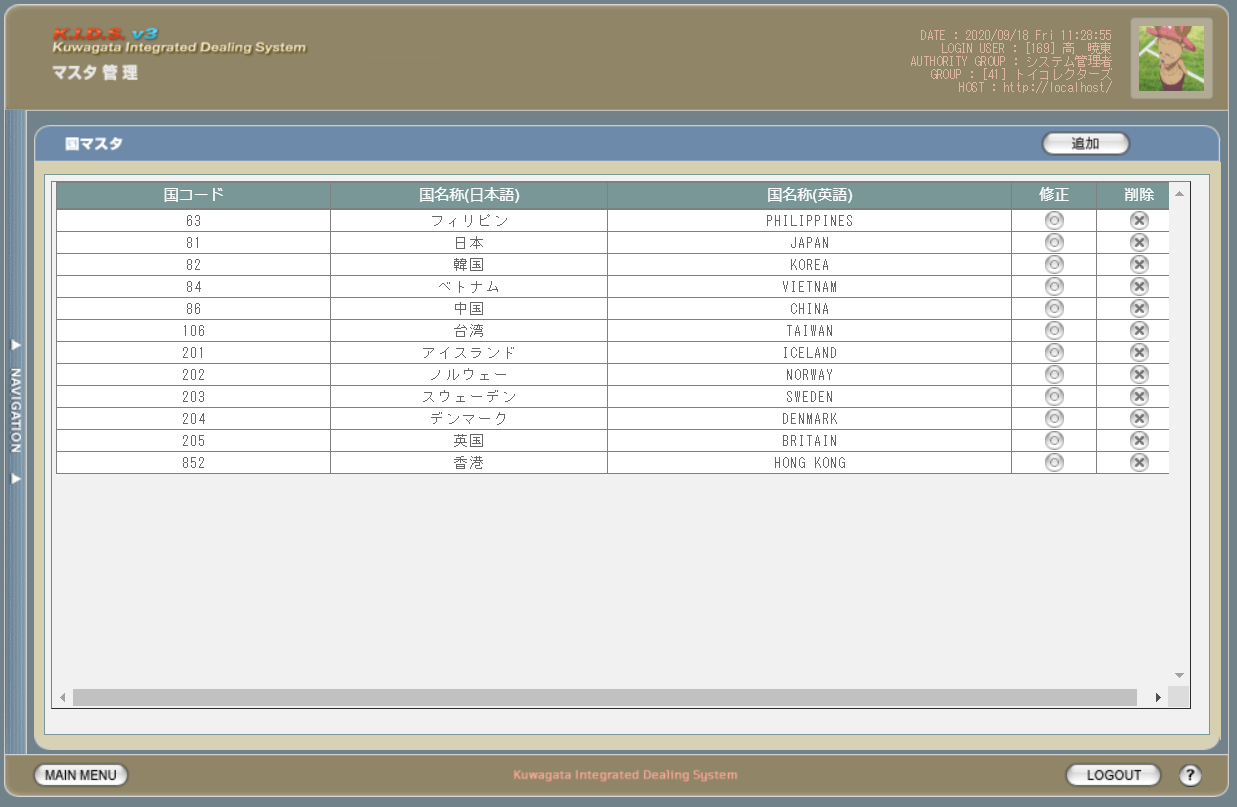 K.I.D.S. v3
Kuwagata Integrated Dealing System
マスタ管理
DATE : 2020/09/18 Fri 11:28:55
LOGIN USER : [169] 高　暁東
AUTHORITY GROUP : システム管理者
GROUP : [41] トイコレクターズ
HOST : http://localhost/
国マスタ
追加
国コード 国名称(日本語) 国名称(英語) 修正 削除
63 フィリピン PHILIPPINES
81 日本 JAPAN
82 韓国 KOREA
84 ベトナム VIETNAM
86 中国 CHINA
106 台湾 TAIWAN
201 アイスランド ICELAND
202 ノルウェー NORWAY
203 スウェーデン SWEDEN
204 デンマーク DENMARK
205 英国 BRITAIN
852 香港 HONG KONG
NAVIGATION
MAIN MENU
Kuwagata Integrated Dealing System
LOGOUT
?